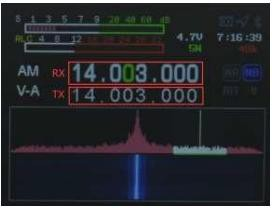 S 1 3 5 7 9 20 40 60 dB
ALC 4 8 12
4.7V 7:16:39
5W
AM RX 14.003.000 NB
V-A TX 14.003.000